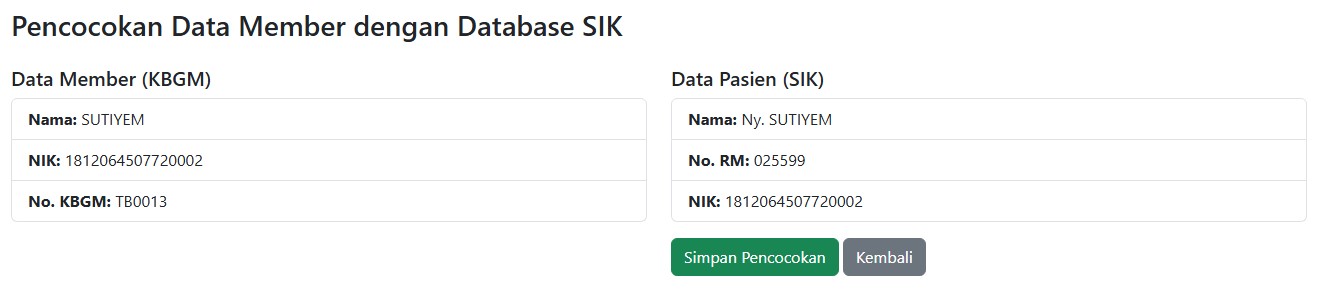 Pencocokan Data Member dengan Database SIK
Data Member (KBGM)
Nama: SUTIYEM
NIK: 1812064507720002
No. KBGM: TB0013
Data Pasien (SIK)
Nama: Ny. SUTIYEM
No. RM: 025599
NIK: 1812064507720002
Simpan Pencocokan
Kembali